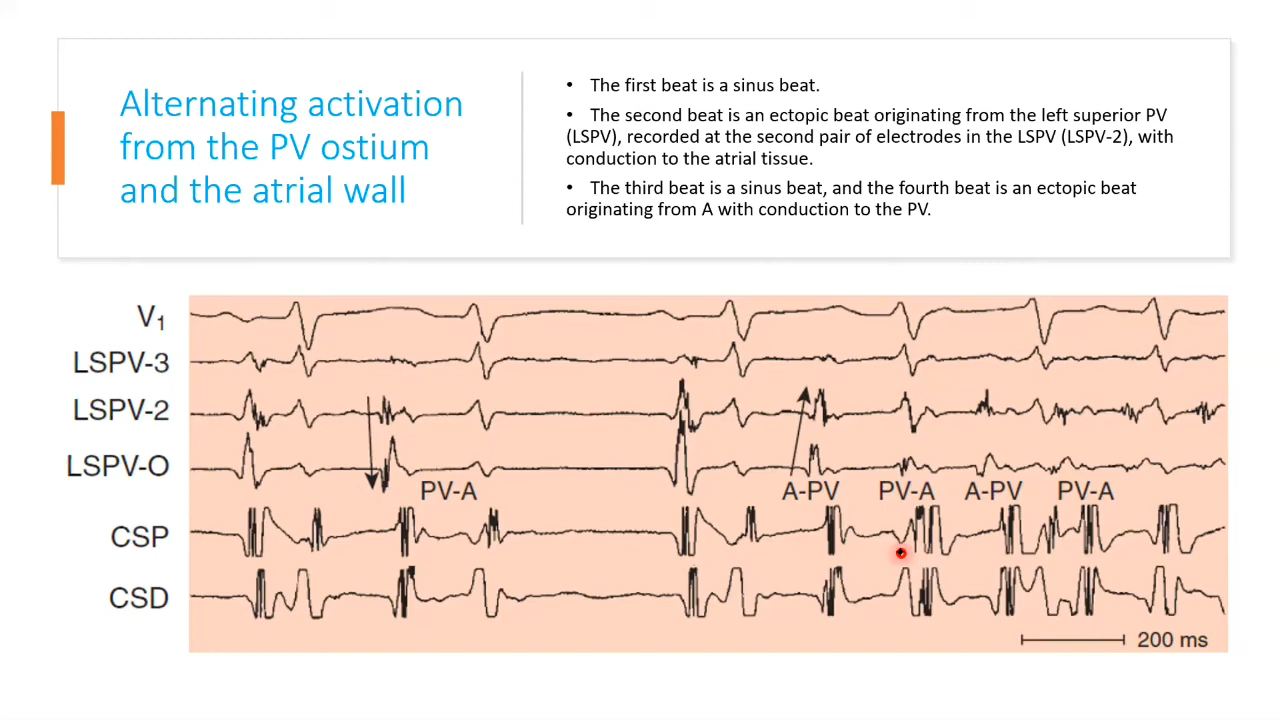 Alternating activation
from the PV ostium
and the atrial wall
• The first beat is a sinus beat.
• The second beat is an ectopic beat originating from the left superior PV
(LSPV), recorded at the second pair of electrodes in the LSPV (LSPV-2), with
conduction to the atrial tissue.
• The third beat is a sinus beat, and the fourth beat is an ectopic beat
originating from A with conduction to the PV.
V1
LSPV-3
LSPV-2
LSPV-O
PV-A A-PV PV-A A-PV PV-A
CSP
CSD
200 ms